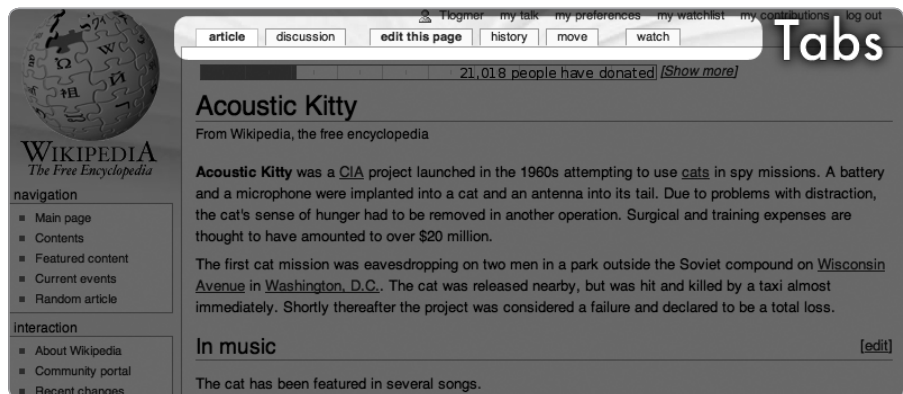 Tlogmer my talk my preferences my watchlist my contributions log out
article discussion edit this page history move watch
Tabs
21,018 people have donated [Show more]
Acoustic Kitty
From Wikipedia, the free encyclopedia
WIKIPEDIA
The Free Encyclopedia
Acoustic Kitty was a CIA project launched in the 1960s attempting to use cats in spy missions. A battery
and a microphone were implanted into a cat and an antenna into its tail. Due to problems with distraction,
the cat's sense of hunger had to be removed in another operation. Surgical and training expenses are
thought to have amounted to over $20 million.
The first cat mission was eavesdropping on two men in a park outside the Soviet compound on Wisconsin
Avenue in Washington, D.C.. The cat was released nearby, but was hit and killed by a taxi almost
immediately. Shortly thereafter the project was considered a failure and declared to be a total loss.
In music [edit]
The cat has been featured in several songs.
navigation
Main page
Contents
Featured content
Current events
Random article
interaction
About Wikipedia
Community portal
Recent changes